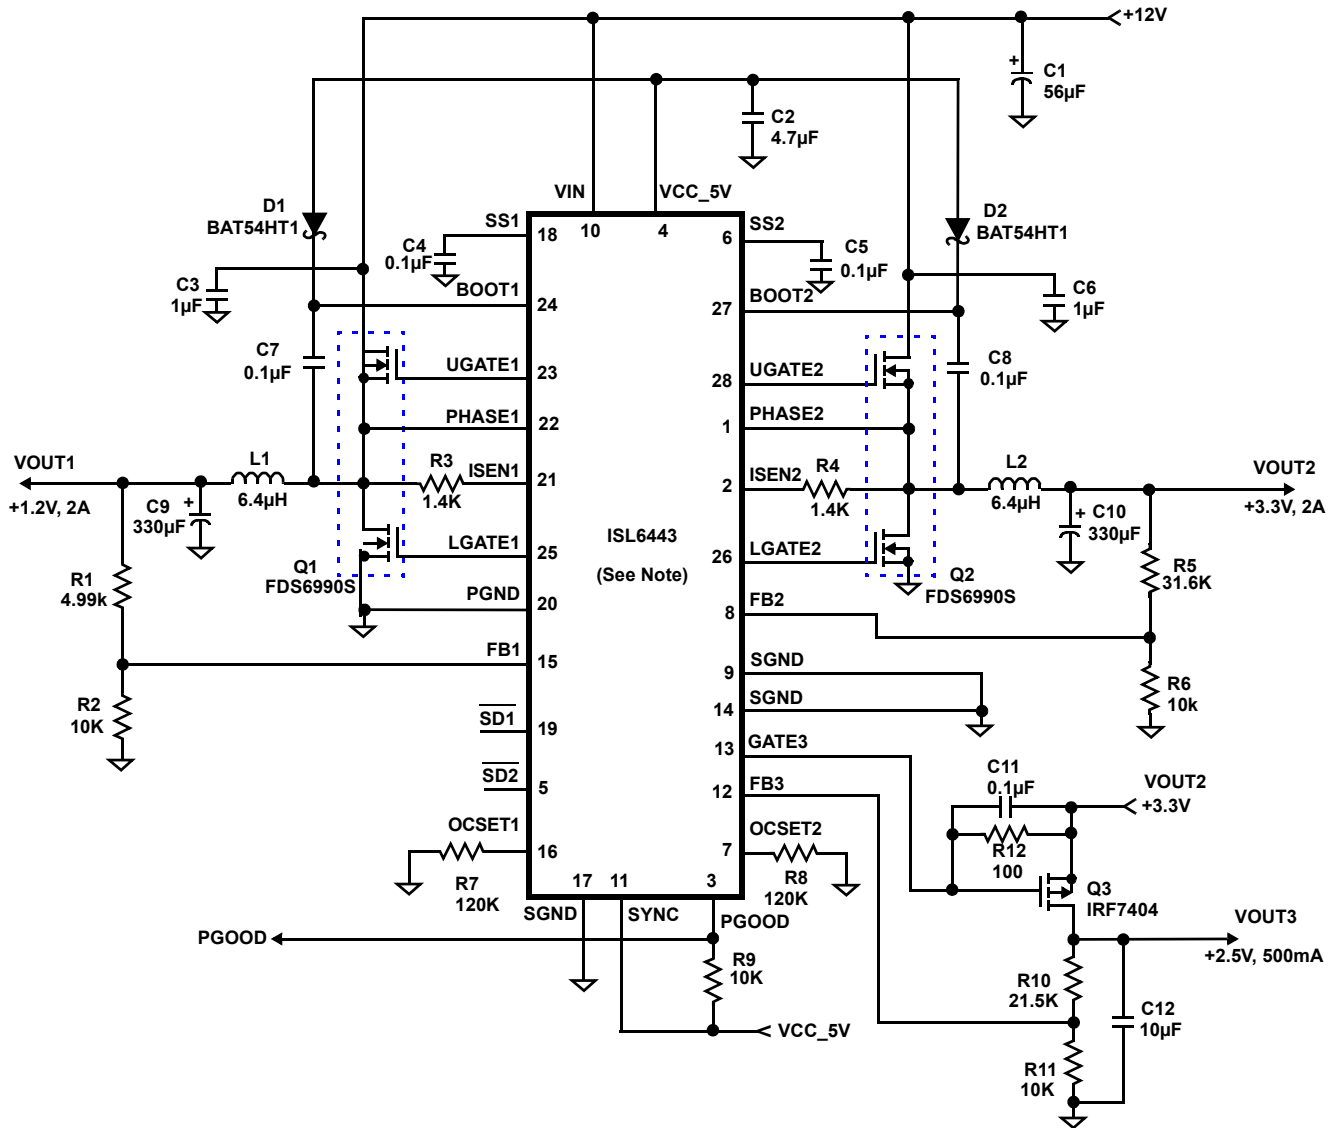 +12V
+
C1
56µF
C2
4.7µF
VIN
VCC_5V
D1
BAT54HT1
D2
BAT54HT1
SS1
18
10
4
6
SS2
C4
0.1µF
C5
0.1µF
C3
1µF
C6
1µF
BOOT1
24
27
BOOT2
C7
0.1µF
C8
0.1µF
UGATE1
23
28
UGATE2
PHASE1
22
1
PHASE2
VOUT1
+1.2V, 2A
L1
6.4µH
R3
1.4K
ISEN1
21
2
ISEN2
R4
1.4K
L2
6.4µH
VOUT2
+3.3V, 2A
C9
330µF
+
+
C10
330µF
LGATE1
25
26
LGATE2
ISL6443
(See Note)
Q1
FDS6990S
Q2
FDS6990S
R1
4.99k
R5
31.6K
PGND
20
8
FB2
FB1
15
9
SGND
R2
10K
R6
10k
14
SGND
SD1
19
13
GATE3
SD2
5
12
FB3
C11
0.1µF
VOUT2
+3.3V
OCSET1
16
7
OCSET2
R12
100
R7
120K
R8
120K
Q3
IRF7404
17
11
3
SGND
SYNC
PGOOD
PGOOD
VOUT3
+2.5V, 500mA
R9
10K
R10
21.5K
C12
10µF
VCC_5V
R11
10K